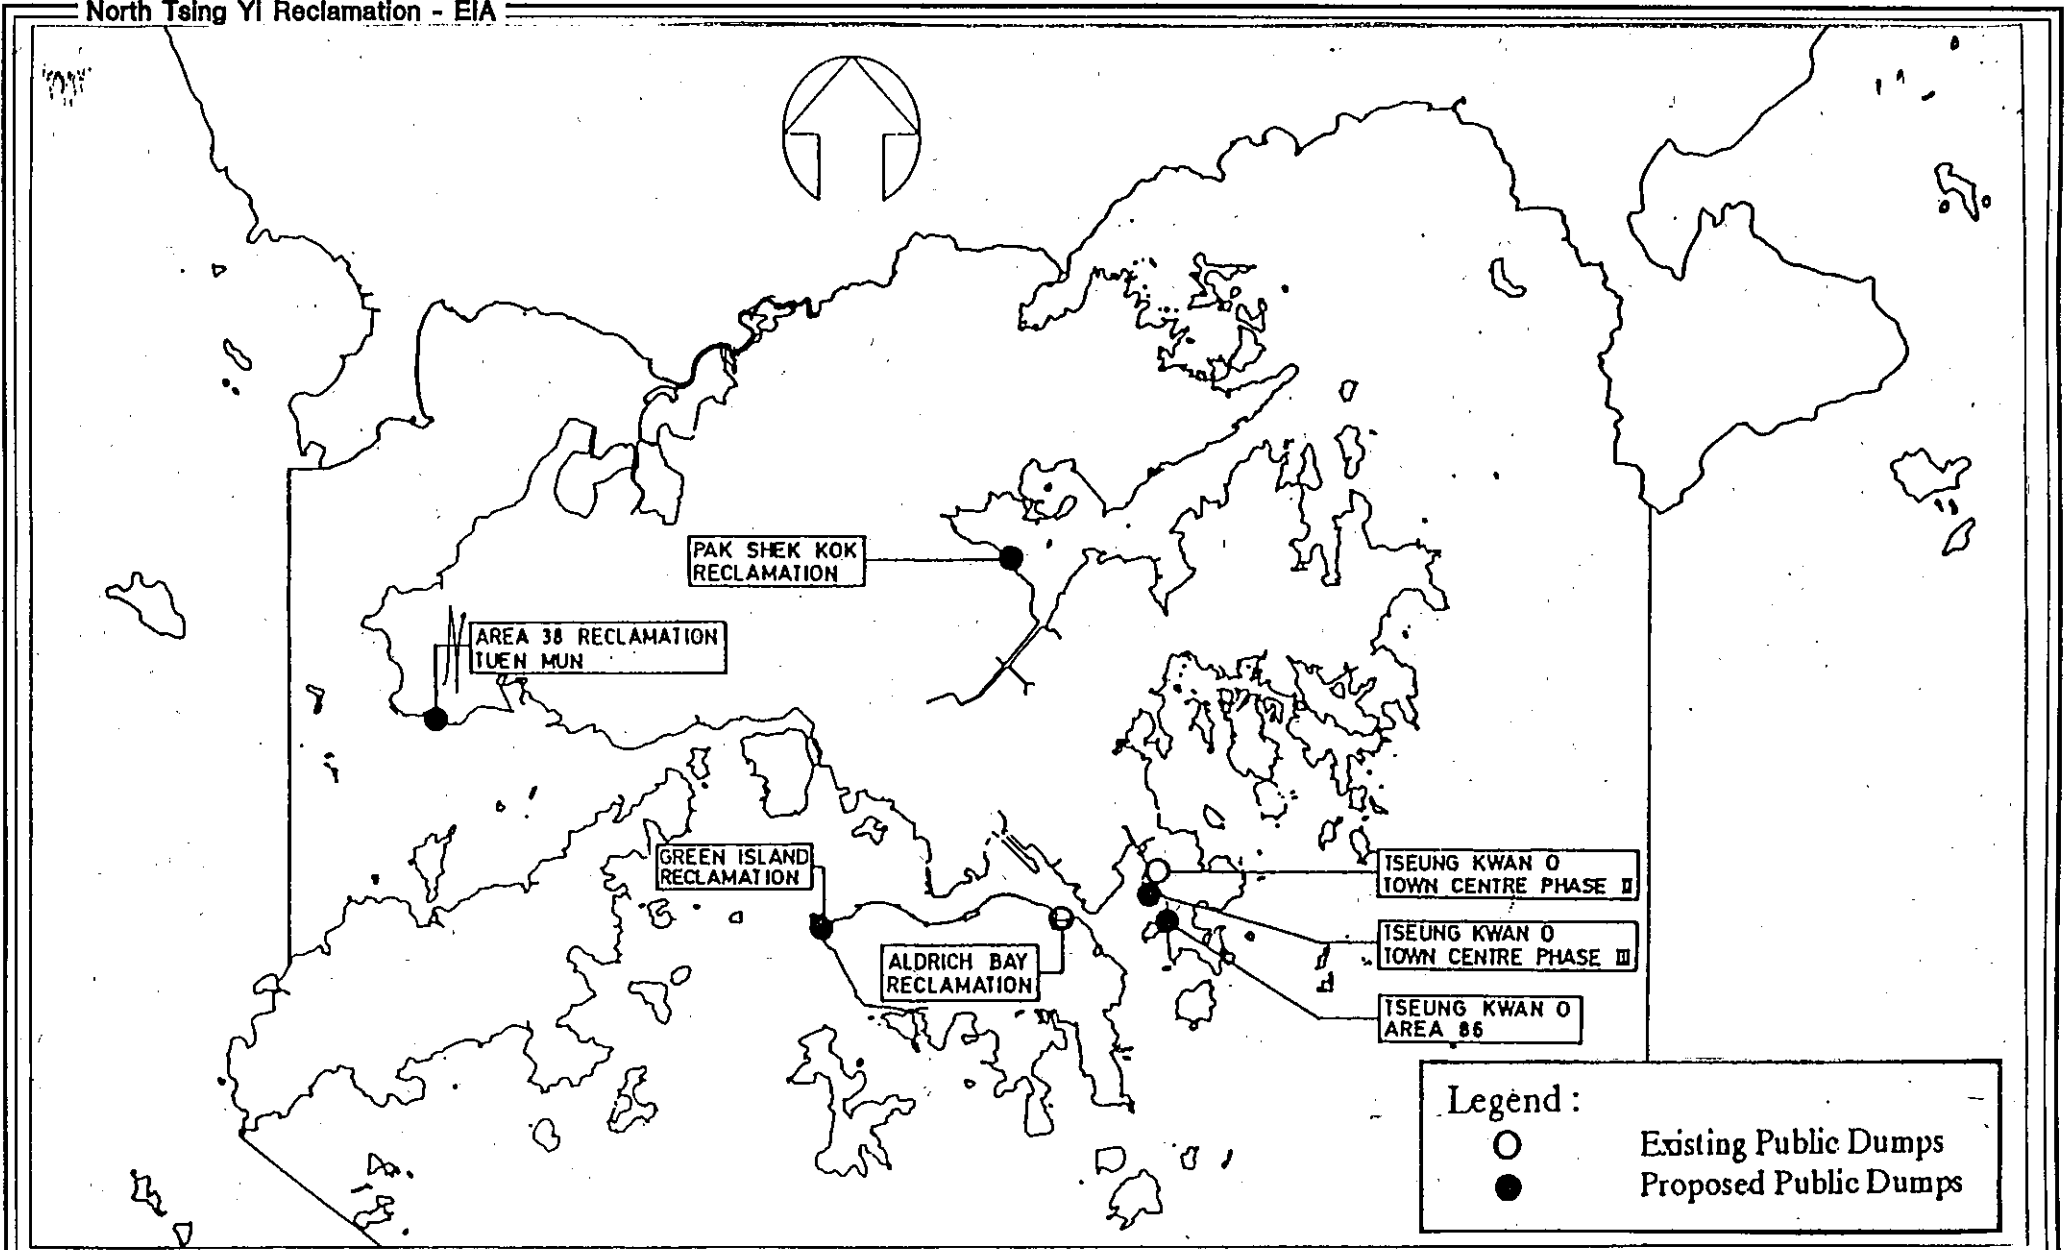 North Tsing Yi Reclamation - EIA
PAK SHEK KOK
RECLAMATION
AREA 38 RECLAMATION
TUEN MUN
GREEN ISLAND
RECLAMATION
ALDRICH BAY
RECLAMATION
TSEUNG KWAN O
TOWN CENTRE PHASE II
TSEUNG KWAN O
TOWN CENTRE PHASE III
TSEUNG KWAN O
AREA 86
Legend :
Existing Public Dumps
Proposed Public Dumps